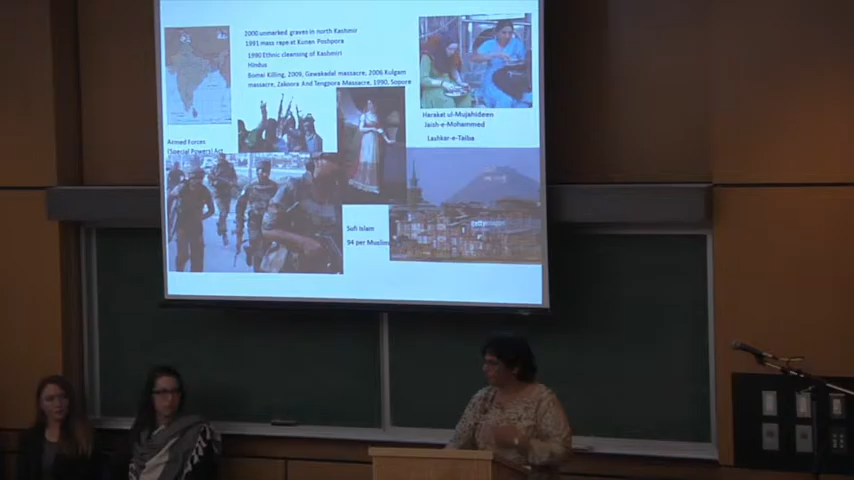 2000 unmarked graves in north Kashmir
1991 mass rape at Kunan Poshpora
1990 Ethnic cleansing of Kashmiri
Hindus
Bomai Killing, 2009, Gawakadal massacre, 2006 Kulgam
massacre, Zakoora And Tengpora Massacre, 1990, Sopore
Harakat ul-Mujahideen
Jaish-e-Mohammed
Lashkar-e-Taiba
Armed Forces
(Special Powers) Act
Sufi Islam
94 per Muslim